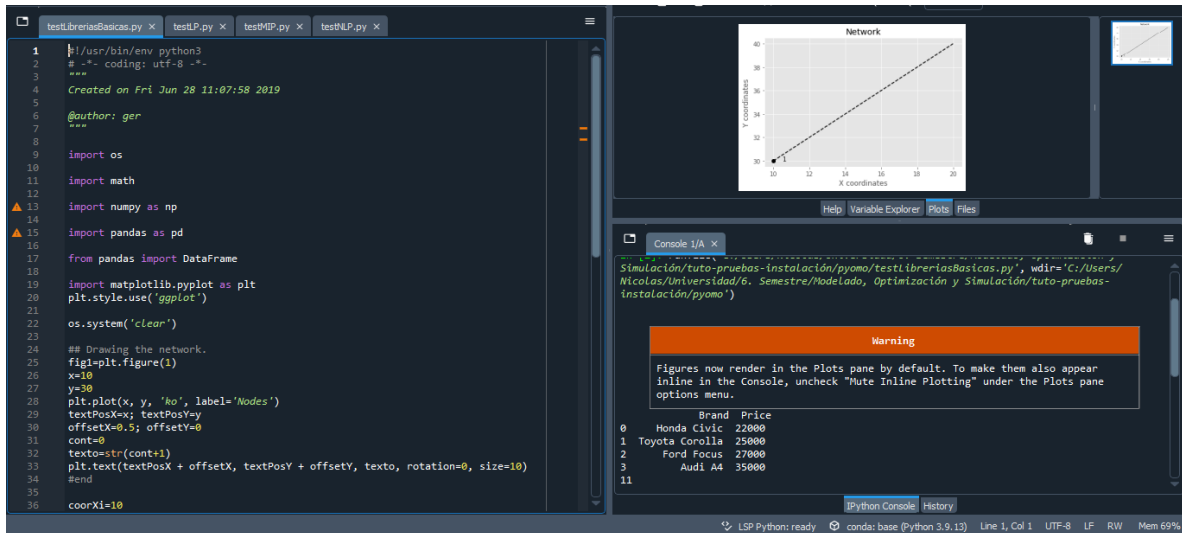 testLibreriasBasicas.py × testLP.py × testMIP.py × testNLP.py ×
1 #!/usr/bin/env python3
2 # -*- coding: utf-8 -*-
3 """
4 Created on Fri Jun 28 11:07:58 2019
5
6 @author: ger
7 """
8
9 import os
10
11 import math
12
13 import numpy as np
14
15 import pandas as pd
16
17 from pandas import DataFrame
18
19 import matplotlib.pyplot as plt
20 plt.style.use('ggplot')
21
22 os.system('clear')
23
24 ## Drawing the network.
25 fig1=plt.figure(1)
26 x=10
27 y=30
28 plt.plot(x, y, 'ko', label='Nodes')
29 textPosX=x; textPosY=y
30 offsetX=0.5; offsetY=0
31 cont=0
32 texto=str(cont+1)
33 plt.text(textPosX + offsetX, textPosY + offsetY, texto, rotation=0, size=10)
34 #end
35
36 coorXi=10
Network
40
38
36
34
32
30
Y coordinates
1
10 12 14 16 18 20
X coordinates
Help Variable Explorer Plots Files
Console 1/A ×
Simulación/tuto-pruebas-instalación/pyomo/testLibreriasBasicas.py', wdir='C:/Users/
Nicolas/Universidad/6. Semestre/Modelado, Optimización y Simulación/tuto-pruebas-
instalación/pyomo')
Warning
Figures now render in the Plots pane by default. To make them also appear
inline in the Console, uncheck "Mute Inline Plotting" under the Plots pane
options menu.
Brand Price
0 Honda Civic 22000
1 Toyota Corolla 25000
2 Ford Focus 27000
3 Audi A4 35000
11
IPython Console History
LSP Python: ready conda: base (Python 3.9.13) Line 1, Col 1 UTF-8 LF RW Mem 69%